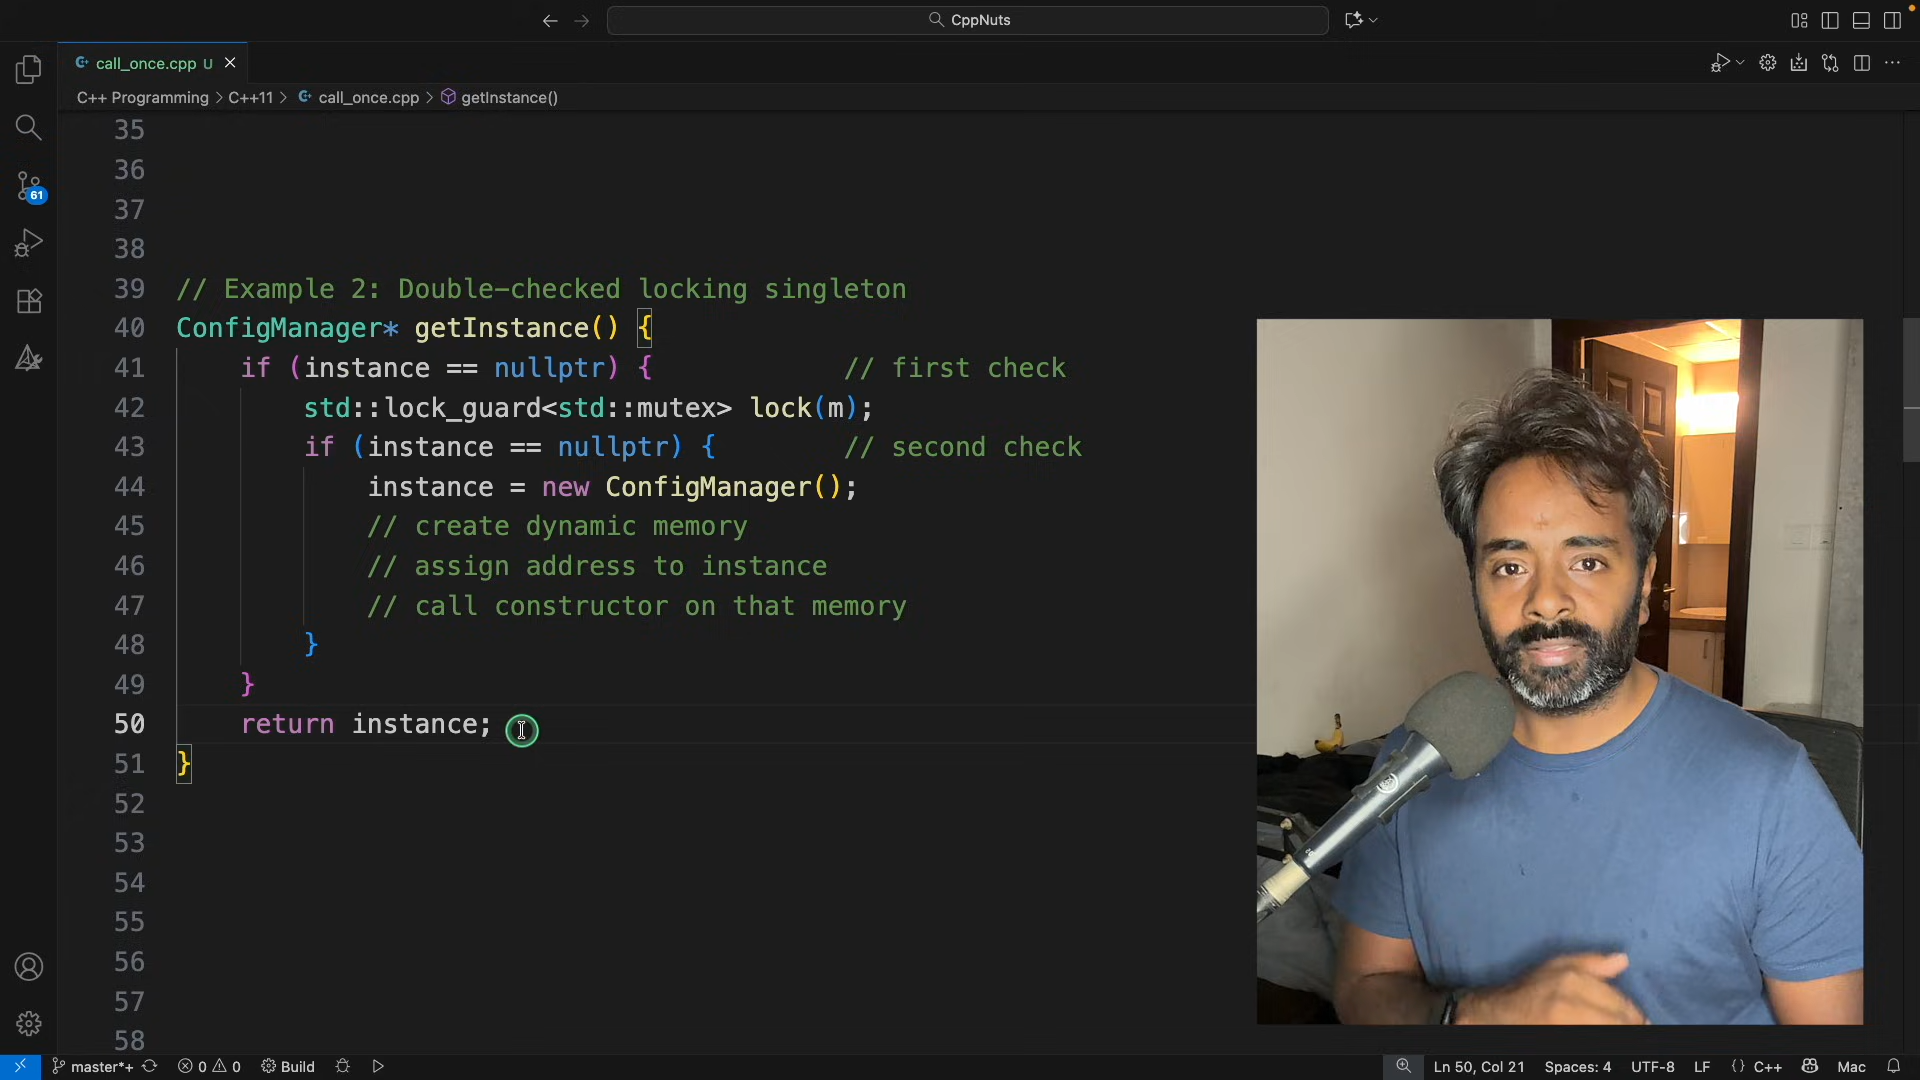 CppNuts
call_once.cpp U
C++ Programming > C++11 > call_once.cpp > getInstance()
35
36
37
38
39 // Example 2: Double-checked locking singleton
40 ConfigManager* getInstance() {
41 if (instance == nullptr) { // first check
42 std::lock_guard<std::mutex> lock(m);
43 if (instance == nullptr) { // second check
44 instance = new ConfigManager();
45 // create dynamic memory
46 // assign address to instance
47 // call constructor on that memory
48 }
49 }
50 return instance;
51 }
52
53
54
55
56
57
58
61
master*+ 0 0 Build Ln 50, Col 21 Spaces: 4 UTF-8 LF {} C++ Mac